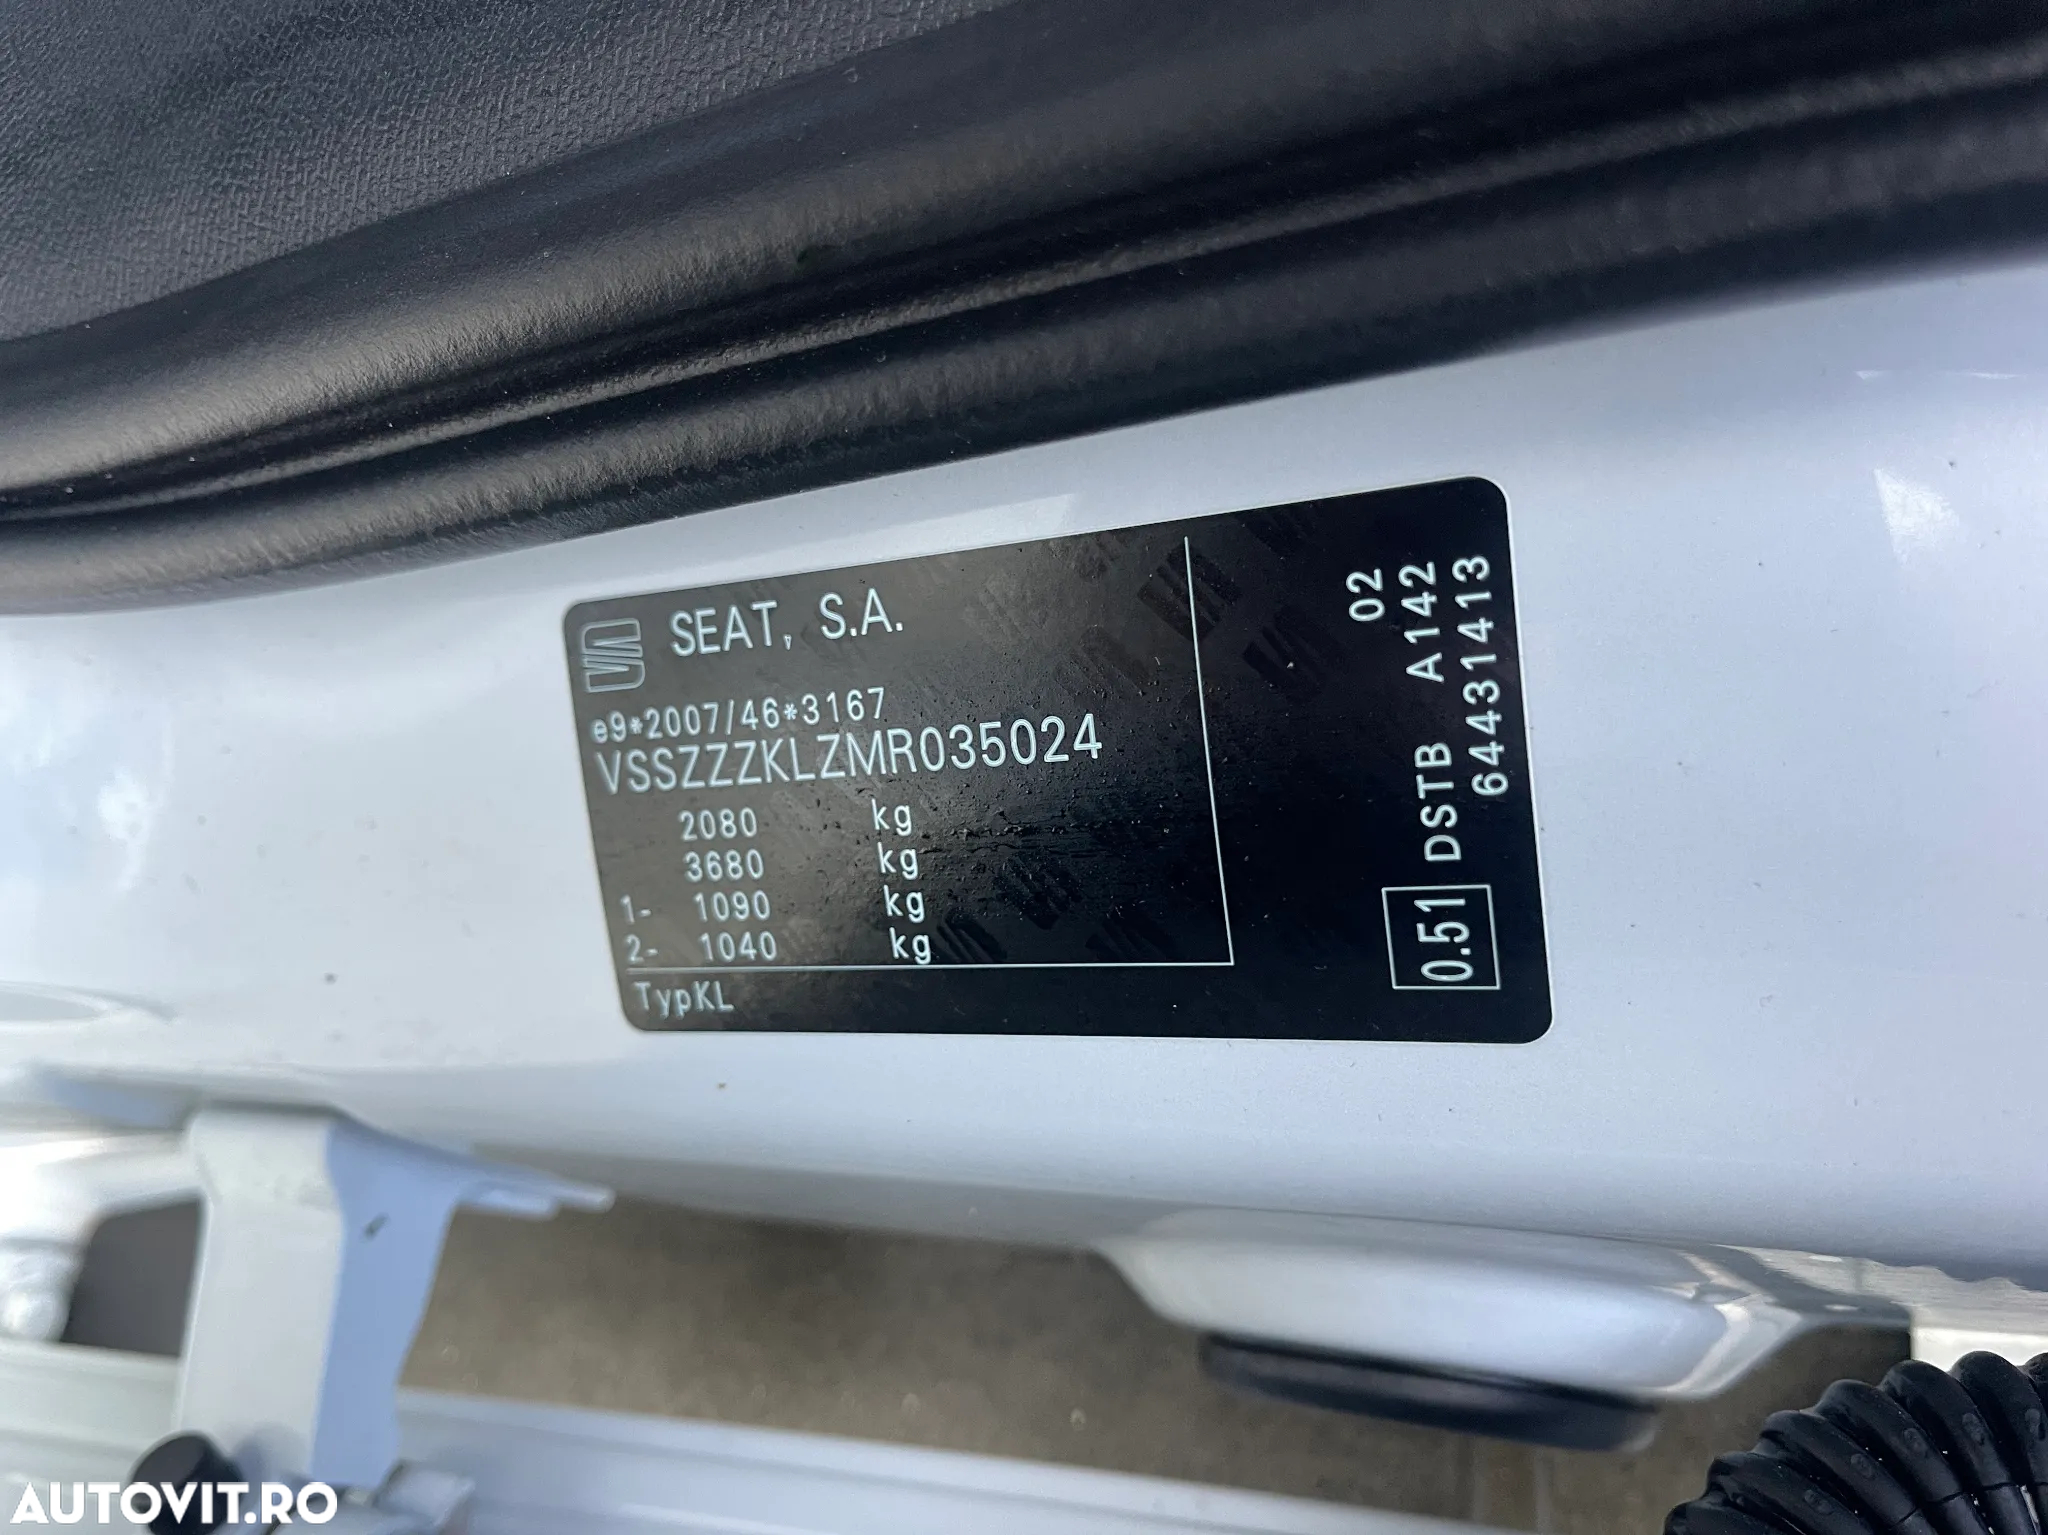 SEAT, S.A.
e9*2007/46*3167
VSSZZZKLZMR035024
2080 kg
3680 kg
1- 1090 kg
2- 1040 kg
TypKL
02
0.51 DSTB A142
64431413
AUTOVIT.RO